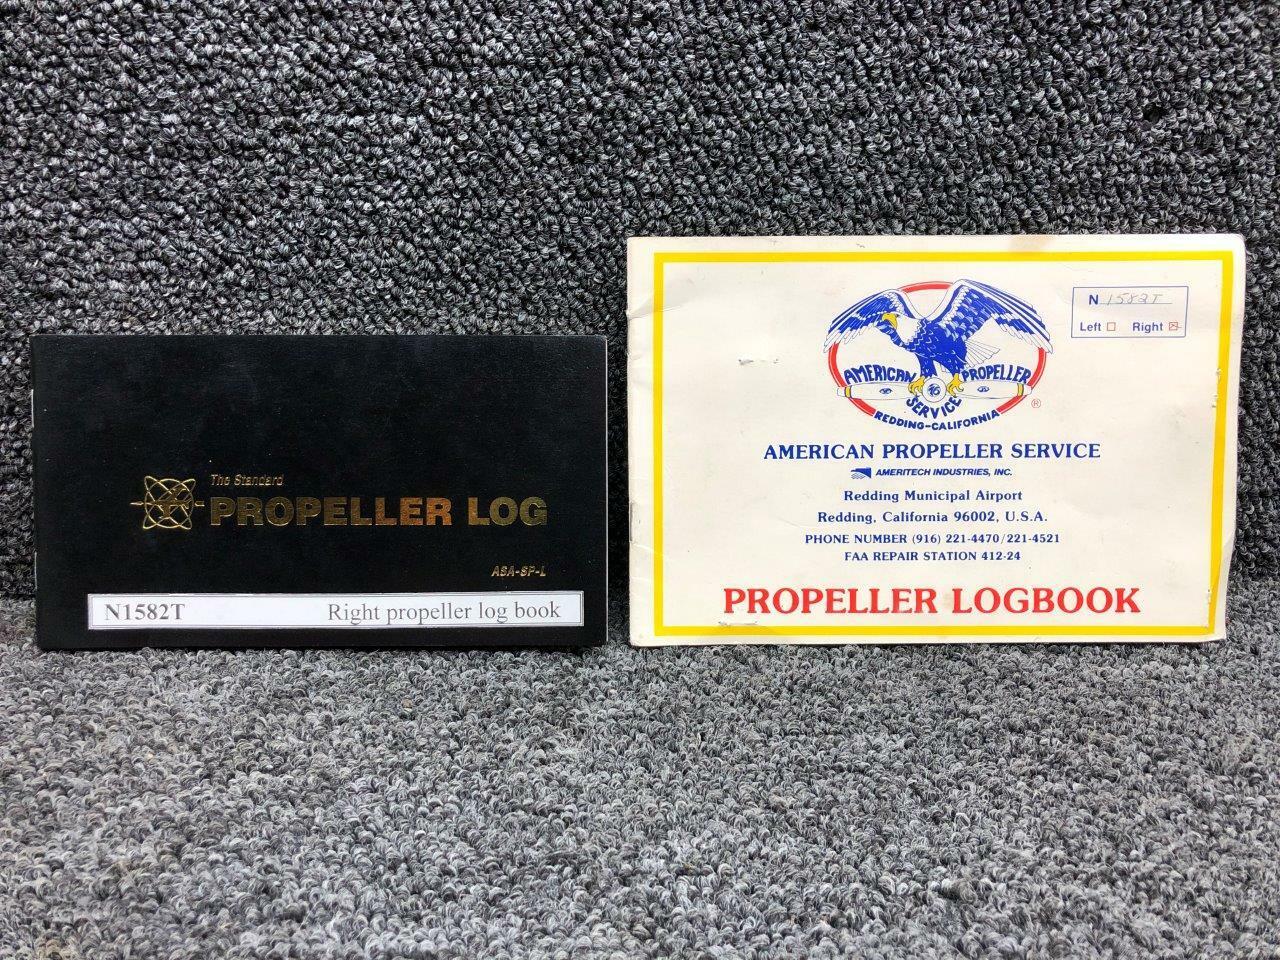 The Standard
PROPELLER LOG
ASA-SP-L
N1582T Right propeller log book
N 1582T
Left ☐ Right ☒
AMERICAN PROPELLER
SERVICE
REDDING-CALIFORNIA
®
AMERICAN PROPELLER SERVICE
AMERITECH INDUSTRIES, INC.
Redding Municipal Airport
Redding, California 96002, U.S.A.
PHONE NUMBER (916) 221-4470/221-4521
FAA REPAIR STATION 412-24
PROPELLER LOGBOOK